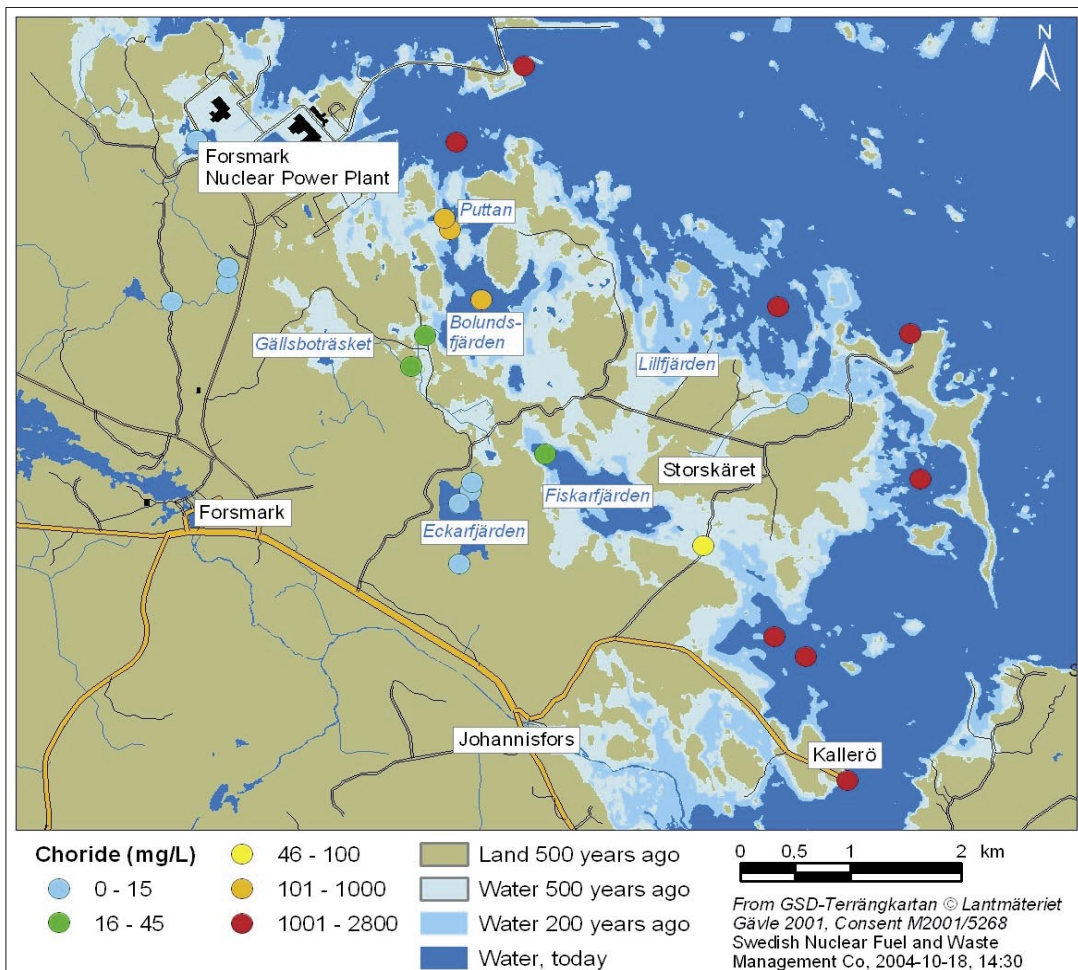 N
Forsmark
Nuclear Power Plant
Puttan
Bolunds-
fjärden
Gällsboträsket
Lillfjärden
Storskäret
Fiskarfjärden
Forsmark
Eckarfjärden
Johannisfors
Kallerö
S
Choride (mg/L)
0 - 15
16 - 45
46 - 100
101 - 1000
1001 - 2800
Land 500 years ago
Water 500 years ago
Water 200 years ago
Water, today
0 0,5 1 2 km
From GSD-Terrängkartan © Lantmäteriet
Gävle 2001, Consent M2001/5268
Swedish Nuclear Fuel and Waste
Management Co, 2004-10-18, 14:30